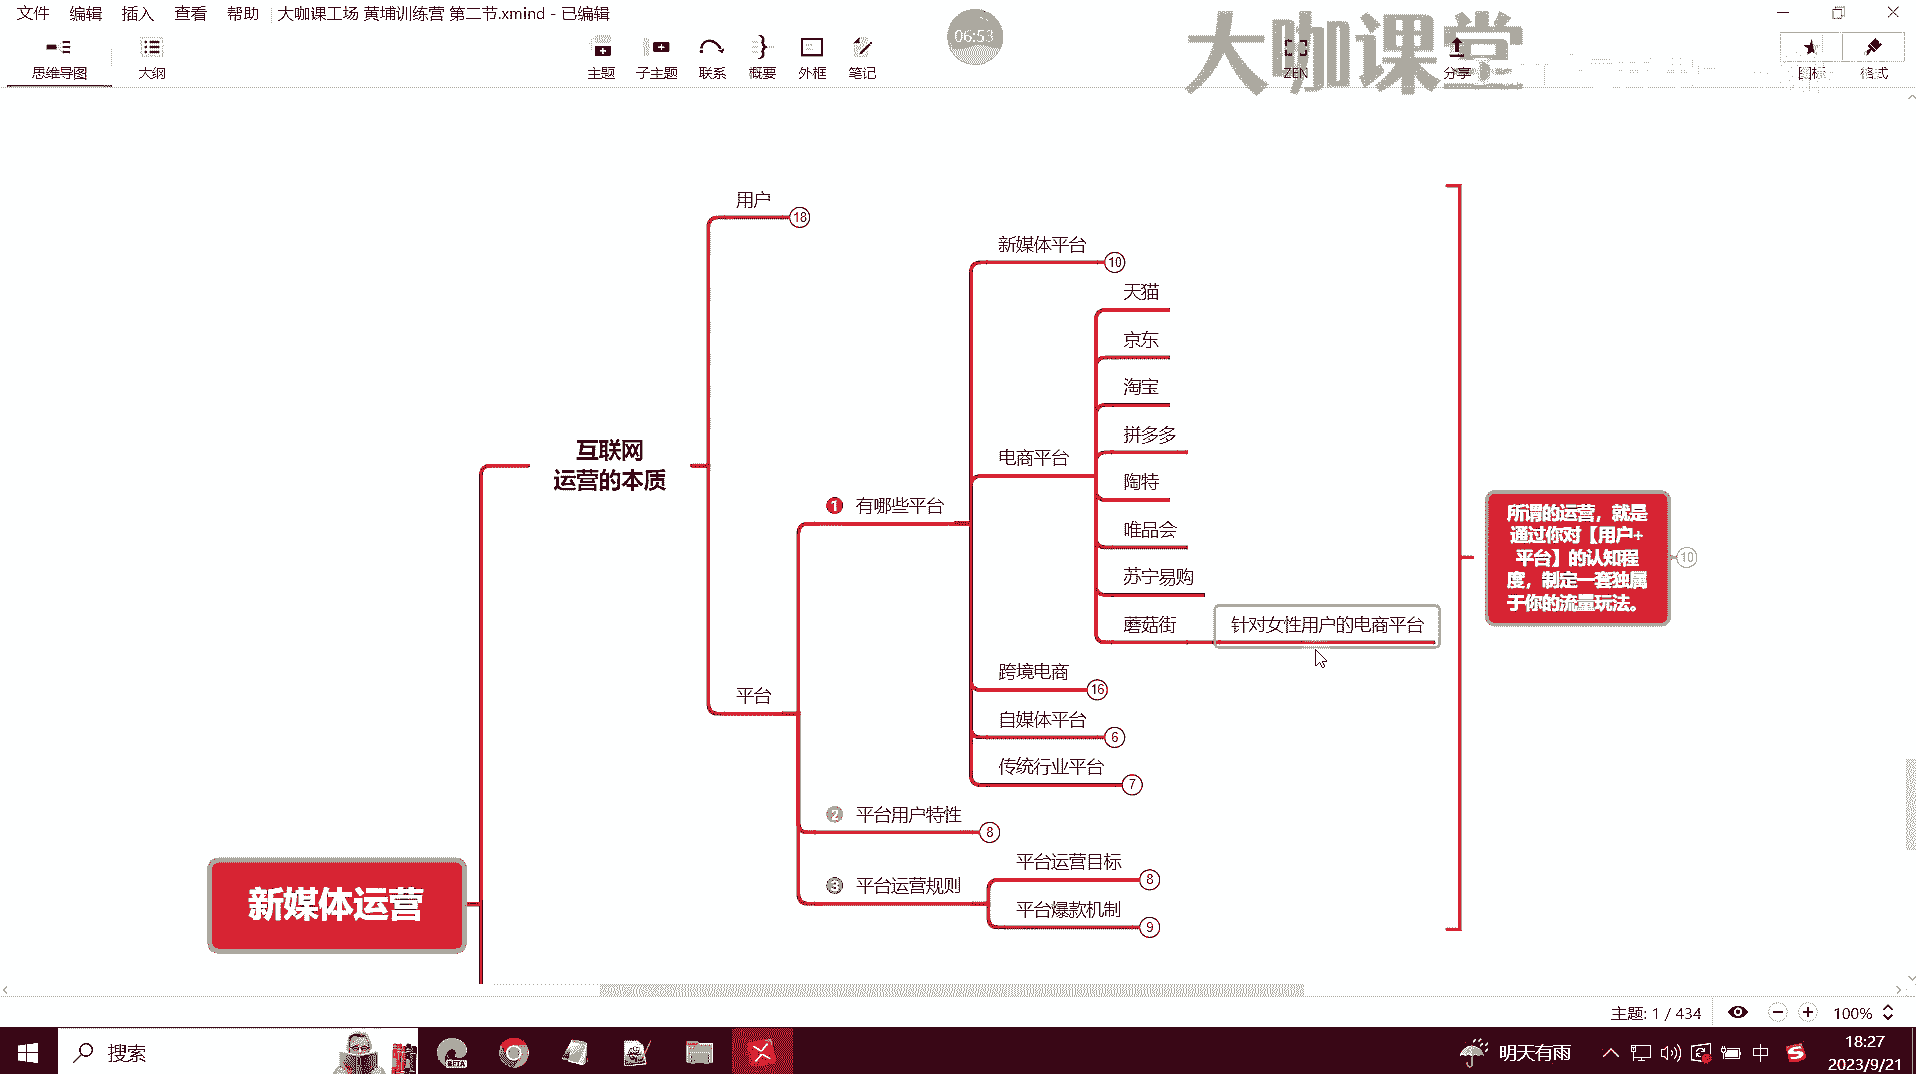 文件 编辑 插入 查看 帮助 大咖课工场 黄埔训练营 第二节.xmind - 已编辑
思维导图 大纲 主题 子主题 联系 概要 外框 笔记 ZEN 分享 图标 格式
06:53
大咖课堂
用户 18
新媒体平台 10
天猫
京东
淘宝
拼多多
电商平台
陶特
唯品会
苏宁易购
蘑菇街 针对女性用户的电商平台
互联网
运营的本质
1 有哪些平台
所谓的运营，就是
通过你对【用户+
平台】的认知程
度，制定一套独属
于你的流量玩法。
10
平台
跨境电商 16
自媒体平台 6
传统行业平台 7
2 平台用户特性 8
3 平台运营规则
平台运营目标 8
平台爆款机制 9
新媒体运营
主题: 1 / 434 100%
搜索
BETA
明天有雨 中 18:27
2023/9/21